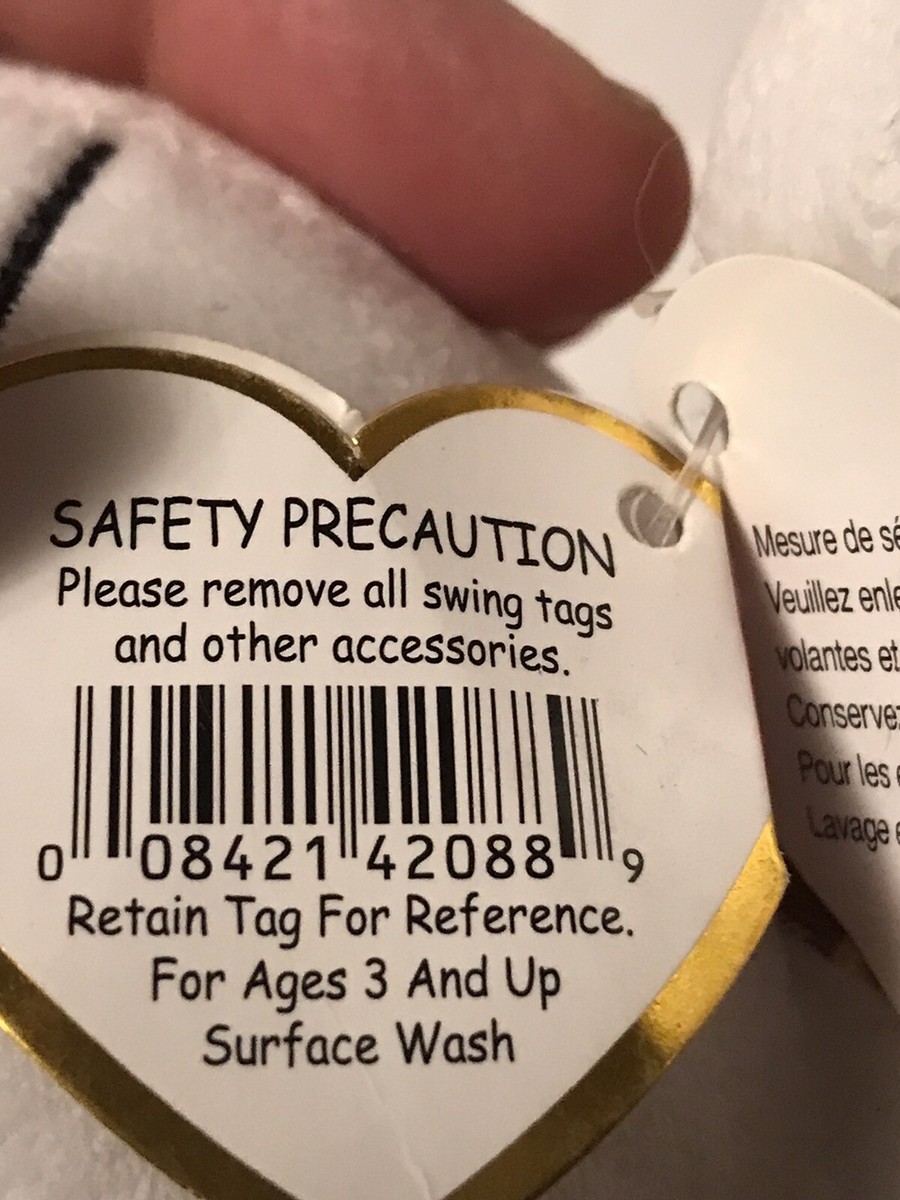 SAFETY PRECAUTION
Please remove all swing tags
and other accessories.
0 08421 42088 9
Retain Tag For Reference.
For Ages 3 And Up
Surface Wash
Mesure de
Veuillez
volantes et
Pour les
Lavage